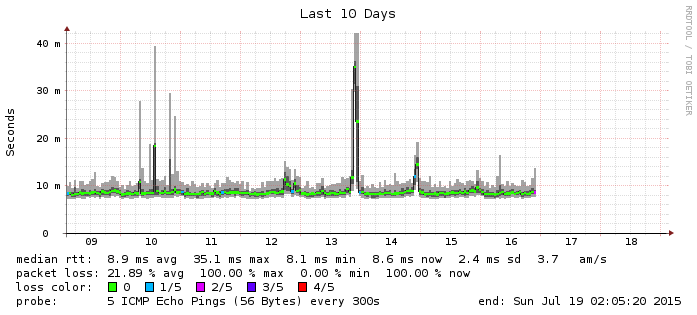 Last 10 Days
RRDTOOL / TOBI OETIKER
Seconds
40 m
30 m
20 m
10 m
0
09 10 11 12 13 14 15 16 17 18
median rtt: 8.9 ms avg 35.1 ms max 8.1 ms min 8.6 ms now 2.4 ms sd 3.7 am/s
packet loss: 21.89 % avg 100.00 % max 0.00 % min 100.00 % now
loss color: 0 1/5 2/5 3/5 4/5
probe: 5 ICMP Echo Pings (56 Bytes) every 300s end: Sun Jul 19 02:05:20 2015